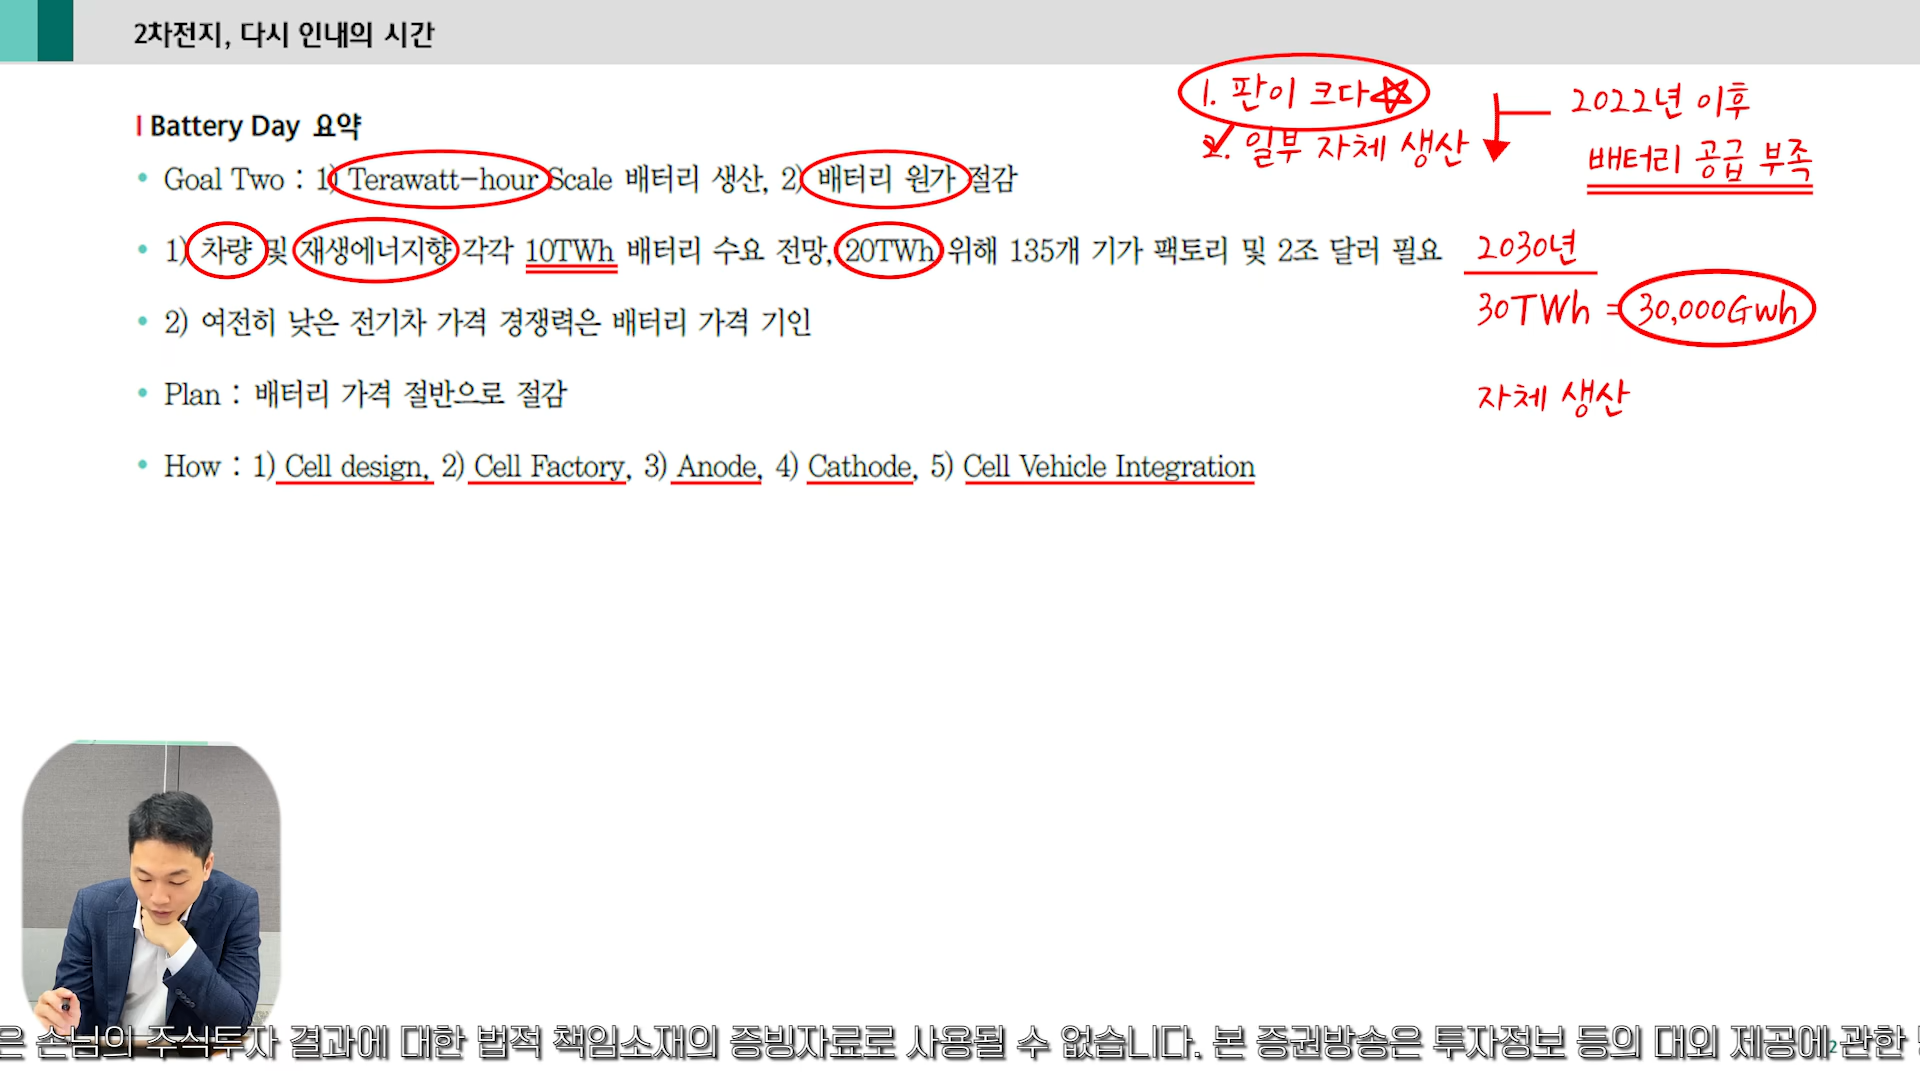 2차전지, 다시 인내의 시간
Battery Day 요약
1. 판이 크다
2. 일부 자체 생산
2022년 이후
배터리 공급 부족
• Goal Two : 1) Terawatt-hour Scale 배터리 생산, 2) 배터리 원가 절감
• 1) 차량 및 재생에너지향 각각 10TWh 배터리 수요 전망, 20TWh 위해 135개 기가 팩토리 및 2조 달러 필요
2030년
30TWh = 30,000Gwh
자체 생산
• 2) 여전히 낮은 전기차 가격 경쟁력은 배터리 가격 기인
• Plan : 배터리 가격 절반으로 절감
• How : 1) Cell design, 2) Cell Factory, 3) Anode, 4) Cathode, 5) Cell Vehicle Integration
은 손님의 주식투자 결과에 대한 법적 책임소재의 증빙자료로 사용될 수 없습니다. 본 증권방송은 투자정보 등의 대외 제공에 관한
2